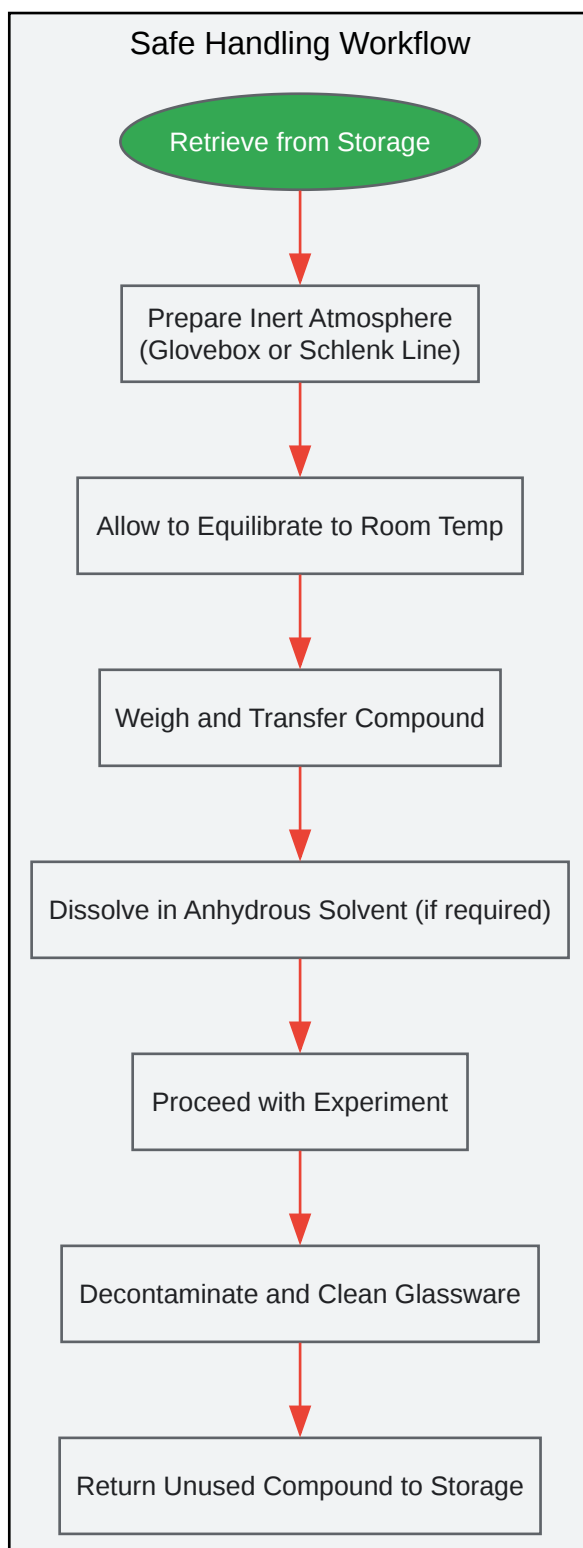 Safe Handling Workflow
Retrieve from Storage
Prepare Inert Atmosphere
(Glovebox or Schlenk Line)
Allow to Equilibrate to Room Temp
Weigh and Transfer Compound
Dissolve in Anhydrous Solvent (if required)
Proceed with Experiment
Decontaminate and Clean Glassware
Return Unused Compound to Storage